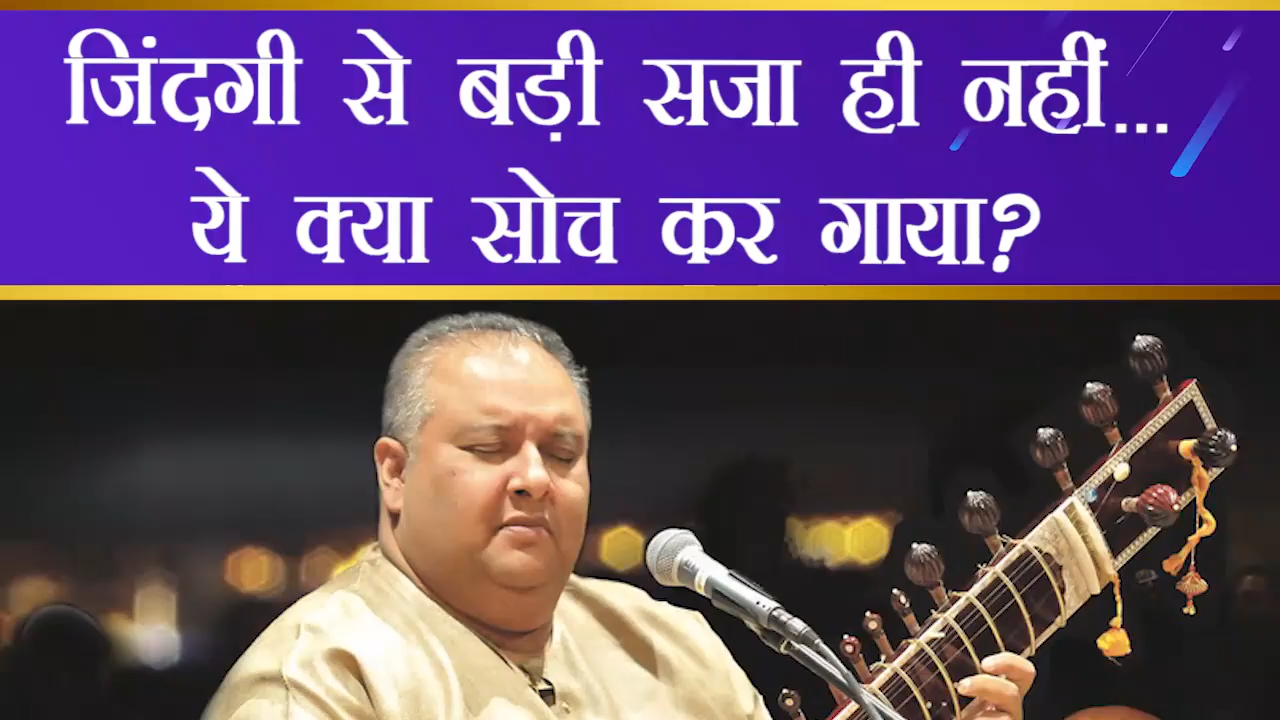 जिंदगी से बड़ी सजा ही नहीं...
ये क्या सोच कर गाया?